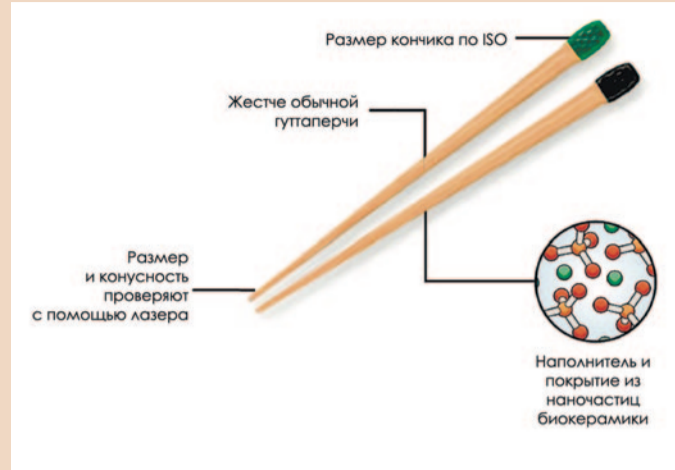 Размер кончика по ISO
Жестче обычной
гуттаперчи
Размер
и конусность
проверяют
с помощью лазера
Наполнитель и
покрытие из
наночастиц
биокерамики